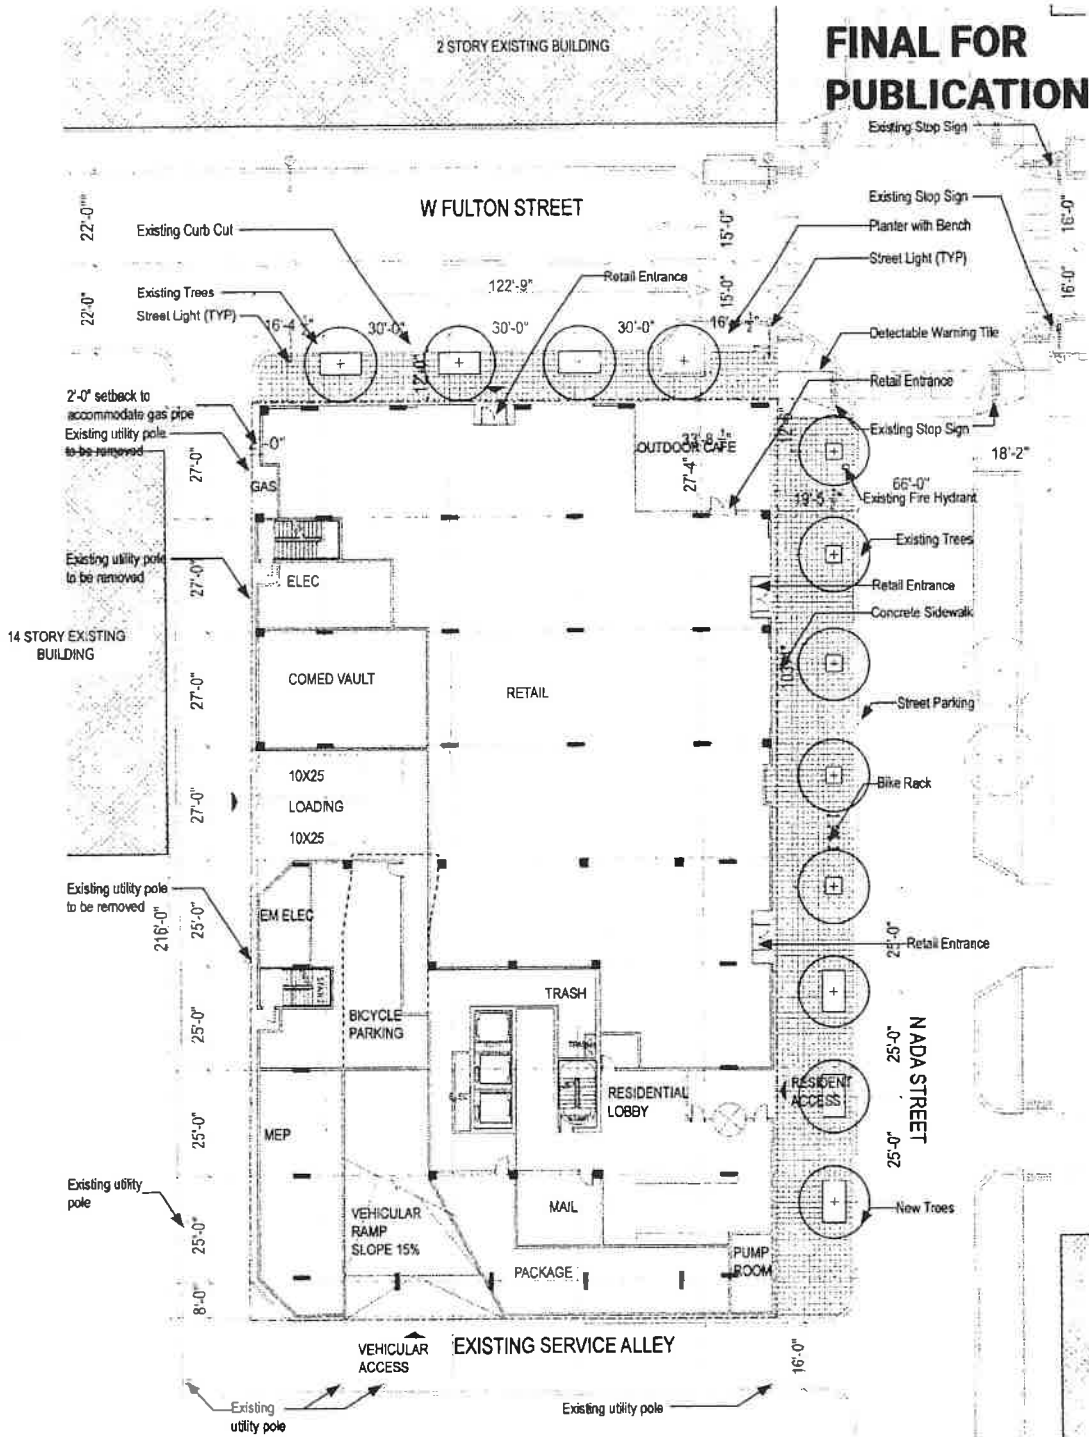 2 STORY EXISTING BUILDING
FINAL FOR
PUBLICATION
Existing Stop Sign
W FULTON STREET
Existing Stop Sign
22'-0"
15'-0"
16'-0"
Existing Curb Cut
Planter with Bench
Retail Entrance
Street Light (TYP)
122'-9"
15'-0"
16'-0"
22'-0"
Existing Trees
Street Light (TYP)
30'-0"
30'-0"
30'-0"
Detectable Warning Tile
12'-0"
Retail Entrance
2'-0" setback to
accommodate gas pipe
Existing utility pole
to be removed
OUTDOOR CAFE
Existing Stop Sign
27'-0"
27'-4"
18'-2"
GAS
66'-0"
Existing Fire Hydrant
Existing Trees
Existing utility pole
to be removed
27'-0"
ELEC
Retail Entrance
Concrete Sidewalk
14 STORY EXISTING
BUILDING
COMED VAULT
27'-0"
RETAIL
Street Parking
10X25
LOADING
10X25
27'-0"
Bike Rack
Existing utility pole
to be removed
216'-0"
25'-0"
EM ELEC
25'-0"
Retail Entrance
TRASH
BICYCLE
PARKING
25'-0"
25'-0"
N ADA STREET
RESIDENTIAL
LOBBY
RESIDENT
ACCESS
MEP
25'-0"
25'-0"
Existing utility
pole
MAIL
New Trees
VEHICULAR
RAMP
SLOPE 15%
25'-0"
PACKAGE
PUMP
ROOM
8'-0"
VEHICULAR
ACCESS
EXISTING SERVICE ALLEY
16'-0"
Existing
utility pole
Existing utility pole